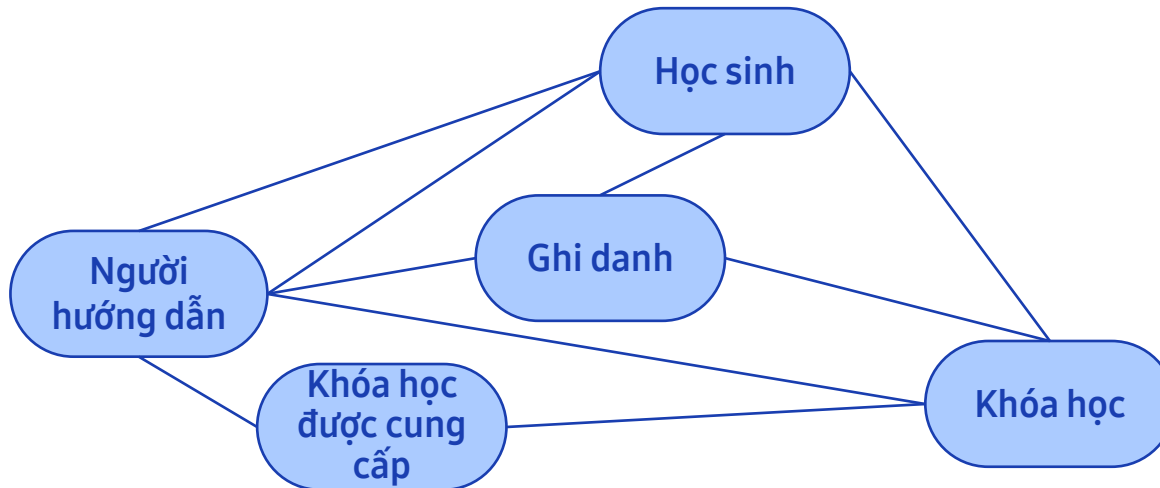 Học sinh
Ghi danh
Người
hướng dẫn
Khóa học
được cung
cấp
Khóa học